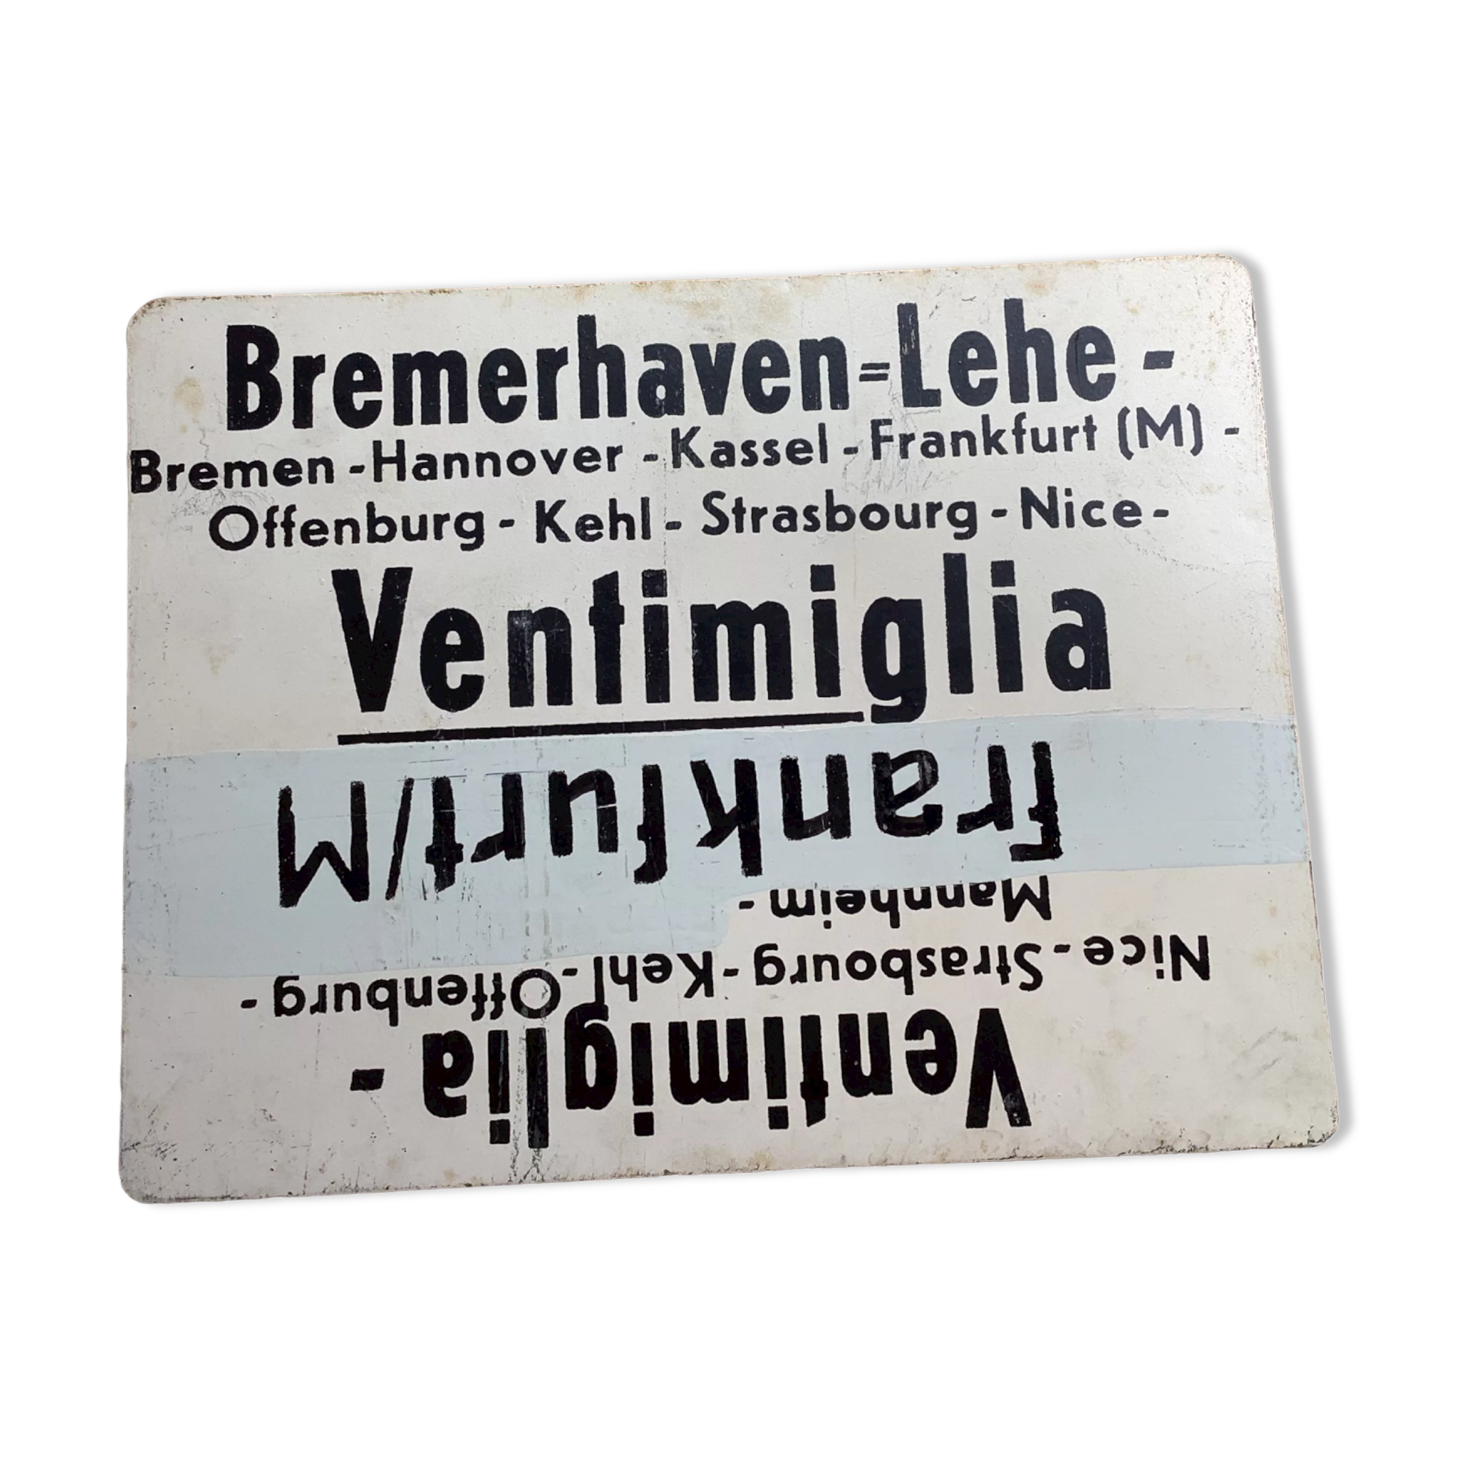 Bremerhaven=Lehe -
Bremen - Hannover - Kassel - Frankfurt (M) -
Offenburg - Kehl - Strasbourg - Nice -
Ventimiglia
Ventimiglia -
Nice - Strasbourg - Kehl - Offenburg -
Mannheim -
Frankfurt/M